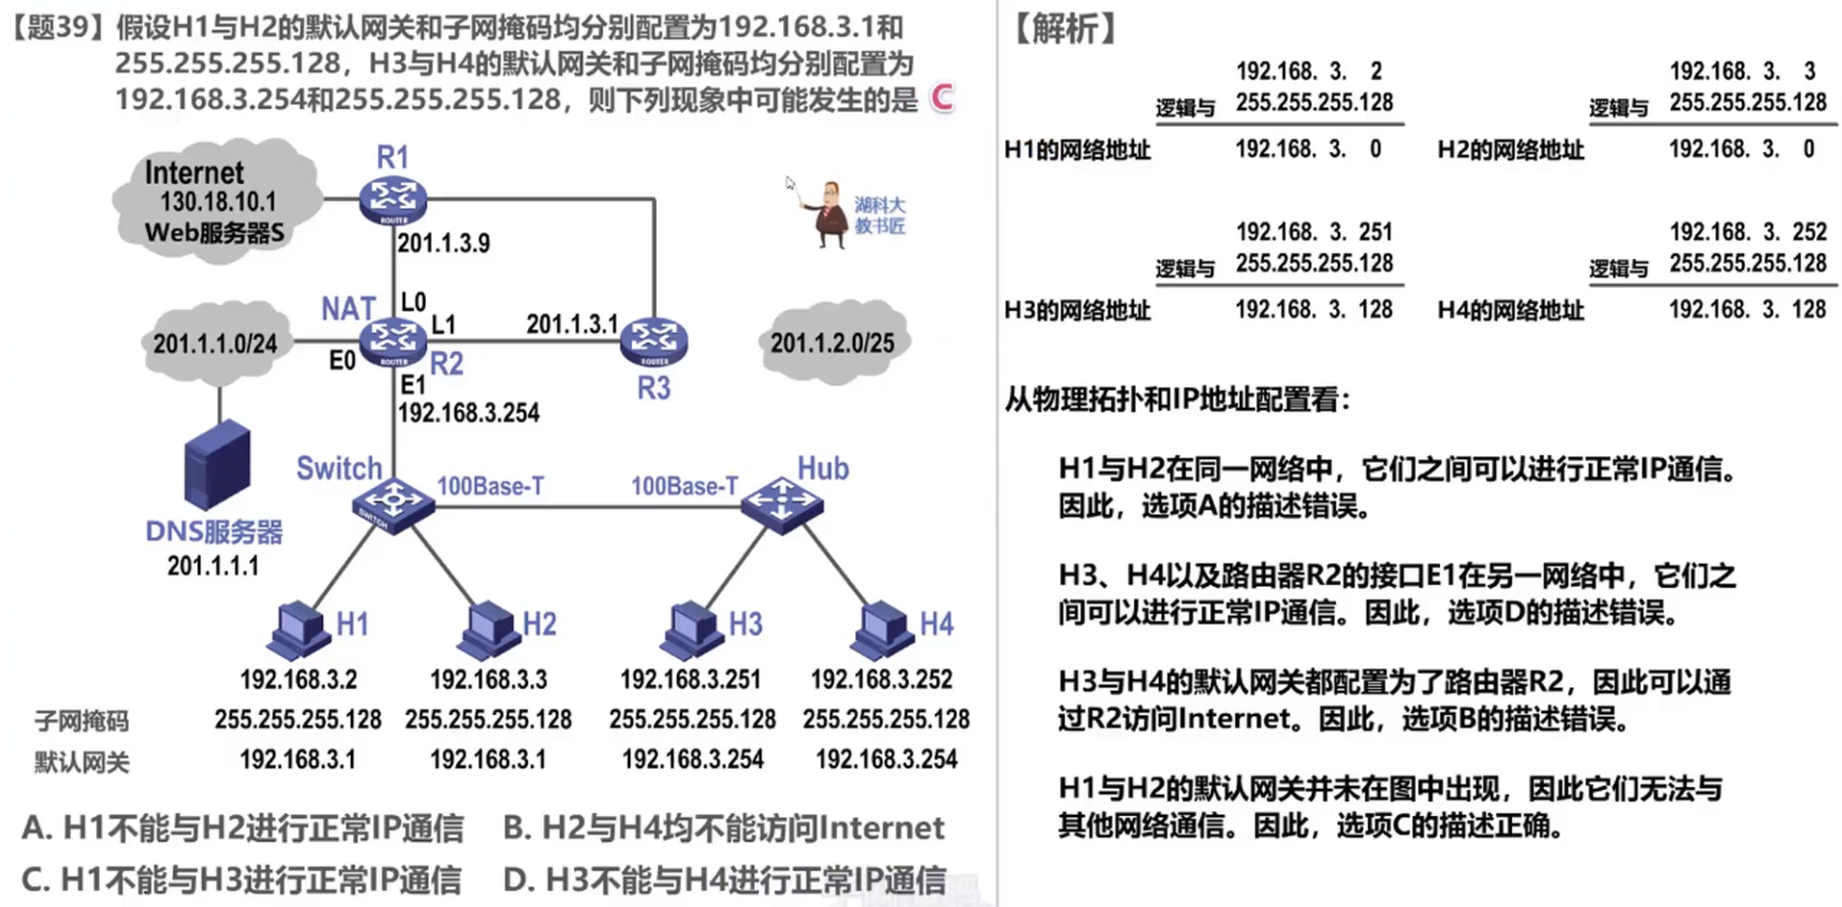 【题39】假设H1与H2的默认网关和子网掩码均分别配置为192.168.3.1和
255.255.255.128，H3与H4的默认网关和子网掩码均分别配置为
192.168.3.254和255.255.255.128，则下列现象中可能发生的是 C
Internet
130.18.10.1
Web服务器S
R1
ROUTER
201.1.3.9
湖科大
教书匠
NAT
L0
L1
201.1.3.1
201.1.1.0/24
E0
ROUTER
R2
E1
192.168.3.254
ROUTER
R3
201.1.2.0/25
DNS服务器
201.1.1.1
Switch
SWITCH
100Base-T
100Base-T
Hub
H1
H2
H3
H4
192.168.3.2
192.168.3.3
192.168.3.251
192.168.3.252
子网掩码 255.255.255.128 255.255.255.128 255.255.255.128 255.255.255.128
默认网关 192.168.3.1 192.168.3.1 192.168.3.254 192.168.3.254
A. H1不能与H2进行正常IP通信 B. H2与H4均不能访问Internet
C. H1不能与H3进行正常IP通信 D. H3不能与H4进行正常IP通信
【解析】
192.168. 3. 2
逻辑与 255.255.255.128
H1的网络地址 192.168. 3. 0
192.168. 3. 3
逻辑与 255.255.255.128
H2的网络地址 192.168. 3. 0
192.168. 3. 251
逻辑与 255.255.255.128
H3的网络地址 192.168. 3. 128
192.168. 3. 252
逻辑与 255.255.255.128
H4的网络地址 192.168. 3. 128
从物理拓扑和IP地址配置看：
H1与H2在同一网络中，它们之间可以进行正常IP通信。
因此，选项A的描述错误。
H3、H4以及路由器R2的接口E1在另一网络中，它们之
间可以进行正常IP通信。因此，选项D的描述错误。
H3与H4的默认网关都配置为了路由器R2，因此可以通
过R2访问Internet。因此，选项B的描述错误。
H1与H2的默认网关并未在图中出现，因此它们无法与
其他网络通信。因此，选项C的描述正确。